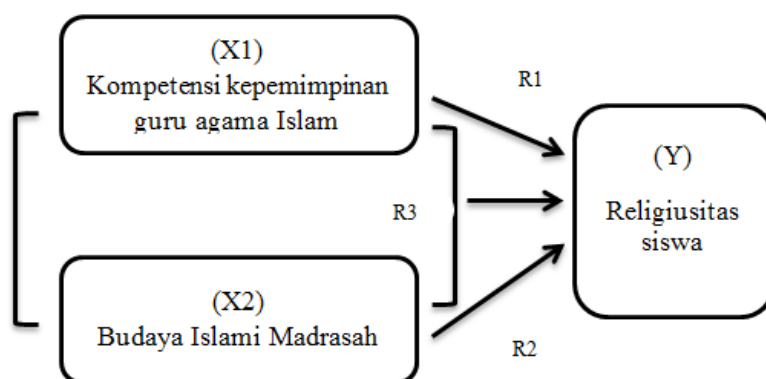 (X1)
Kompetensi kepemimpinan
guru agama Islam
R1
(Y)
Religiusitas
siswa
R3
(X2)
Budaya Islami Madrasah
R2